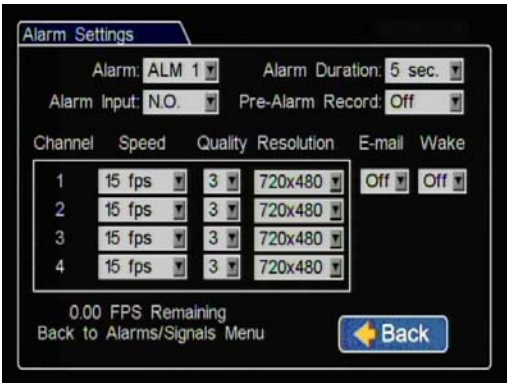 Alarm Settings
Alarm: ALM 1 Alarm Duration: 5 sec.
Alarm Input: N.O. Pre-Alarm Record: Off
Channel Speed Quality Resolution E-mail Wake
1 15 fps 3 720x480 Off Off
2 15 fps 3 720x480
3 15 fps 3 720x480
4 15 fps 3 720x480
0.00 FPS Remaining
Back to Alarms/Signals Menu
Back